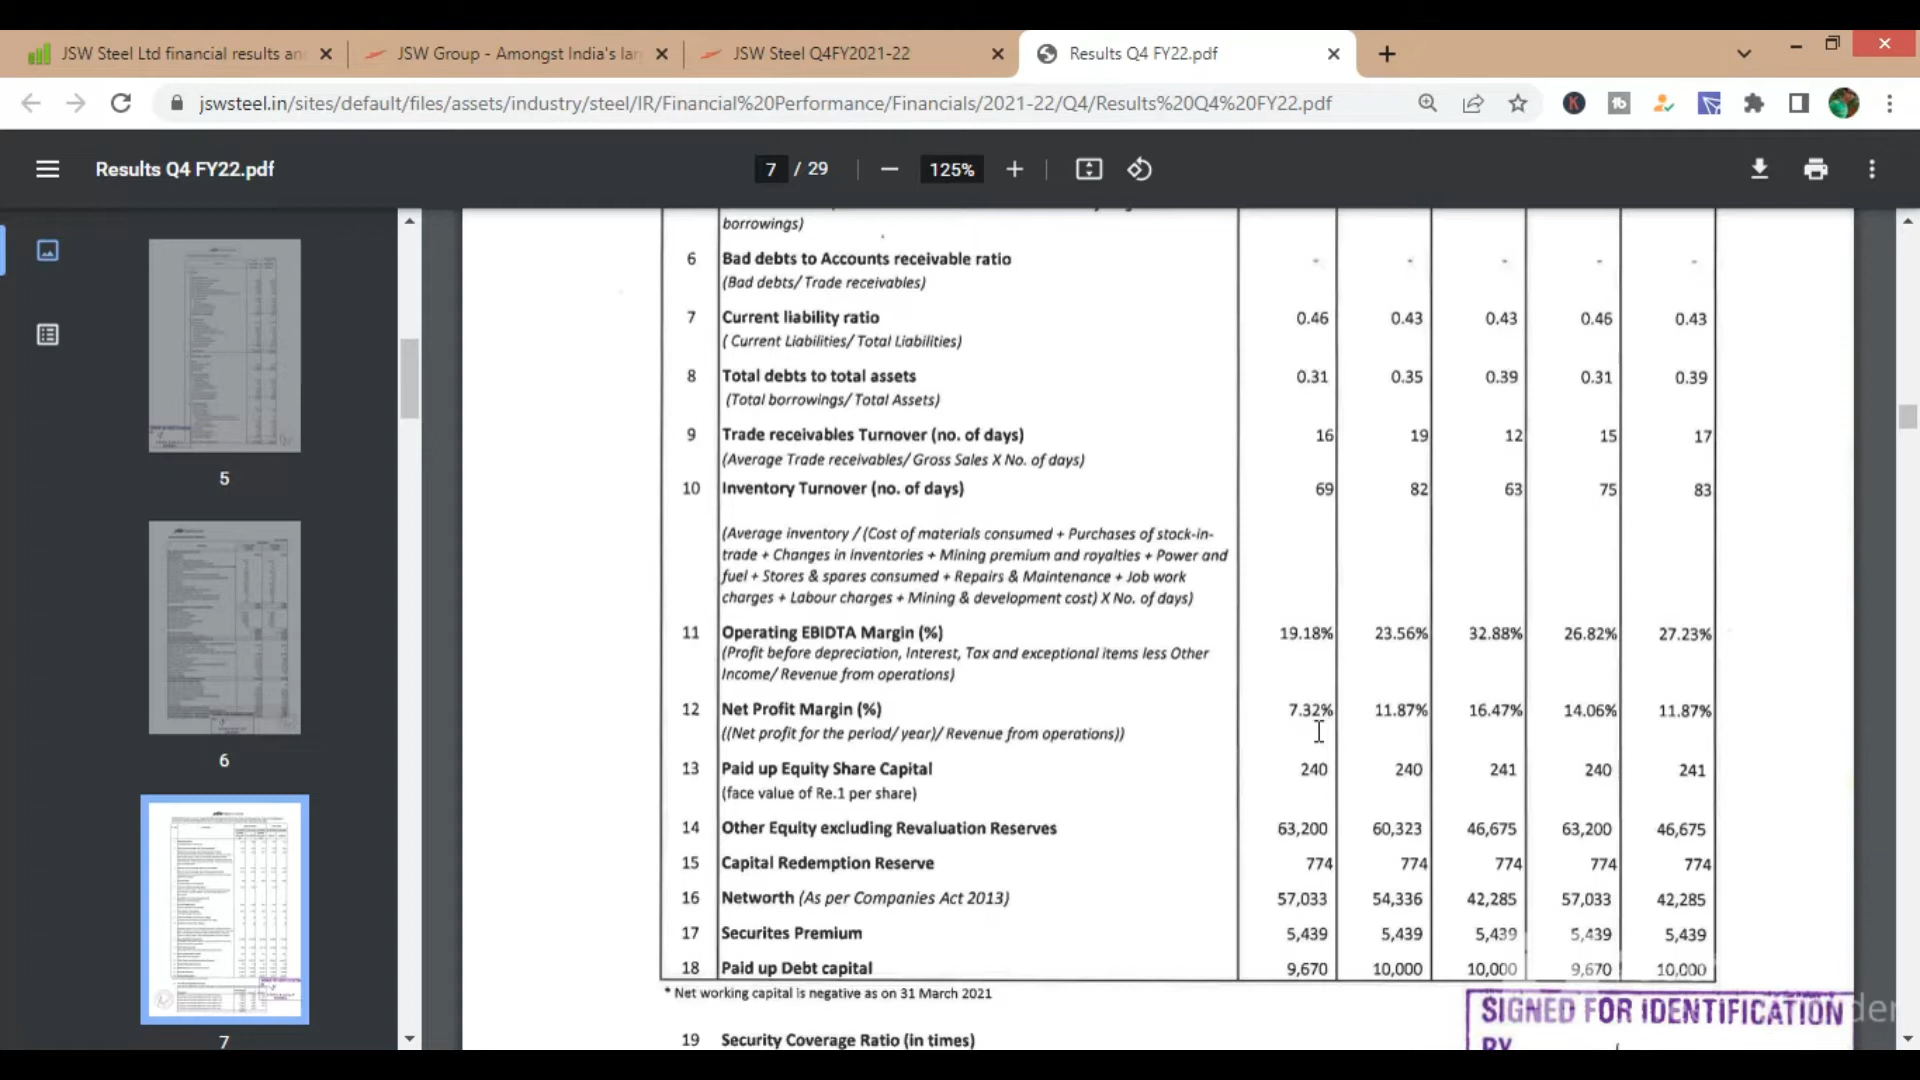 JSW Steel Ltd financial results an
JSW Group - Amongst India's lar
JSW Steel Q4FY2021-22
Results Q4 FY22.pdf
jswsteel.in/sites/default/files/assets/industry/steel/IR/Financial%20Performance/Financials/2021-22/Q4/Results%20Q4%20FY22.pdf
Results Q4 FY22.pdf
7 / 29
125%
5
6
7
borrowings)
6 Bad debts to Accounts receivable ratio - - - - -
(Bad debts/ Trade receivables)
7 Current liability ratio 0.46 0.43 0.43 0.46 0.43
( Current Liabilities/ Total Liabilities)
8 Total debts to total assets 0.31 0.35 0.39 0.31 0.39
(Total borrowings/ Total Assets)
9 Trade receivables Turnover (no. of days) 16 19 12 15 17
(Average Trade receivables/ Gross Sales X No. of days)
10 Inventory Turnover (no. of days) 69 82 63 75 83
(Average inventory / (Cost of materials consumed + Purchases of stock-in-
trade + Changes in inventories + Mining premium and royalties + Power and
fuel + Stores & spares consumed + Repairs & Maintenance + Job work
charges + Labour charges + Mining & development cost) X No. of days)
11 Operating EBIDTA Margin (%) 19.18% 23.56% 32.88% 26.82% 27.23%
(Profit before depreciation, Interest, Tax and exceptional items less Other
Income/ Revenue from operations)
12 Net Profit Margin (%) 7.32% 11.87% 16.47% 14.06% 11.87%
((Net profit for the period/ year)/ Revenue from operations))
13 Paid up Equity Share Capital 240 240 241 240 241
(face value of Re.1 per share)
14 Other Equity excluding Revaluation Reserves 63,200 60,323 46,675 63,200 46,675
15 Capital Redemption Reserve 774 774 774 774 774
16 Networth (As per Companies Act 2013) 57,033 54,336 42,285 57,033 42,285
17 Securites Premium 5,439 5,439 5,439 5,439 5,439
18 Paid up Debt capital 9,670 10,000 10,000 9,670 10,000
* Net working capital is negative as on 31 March 2021
SIGNED FOR IDENTIFICATION
BY
19 Security Coverage Ratio (in times)